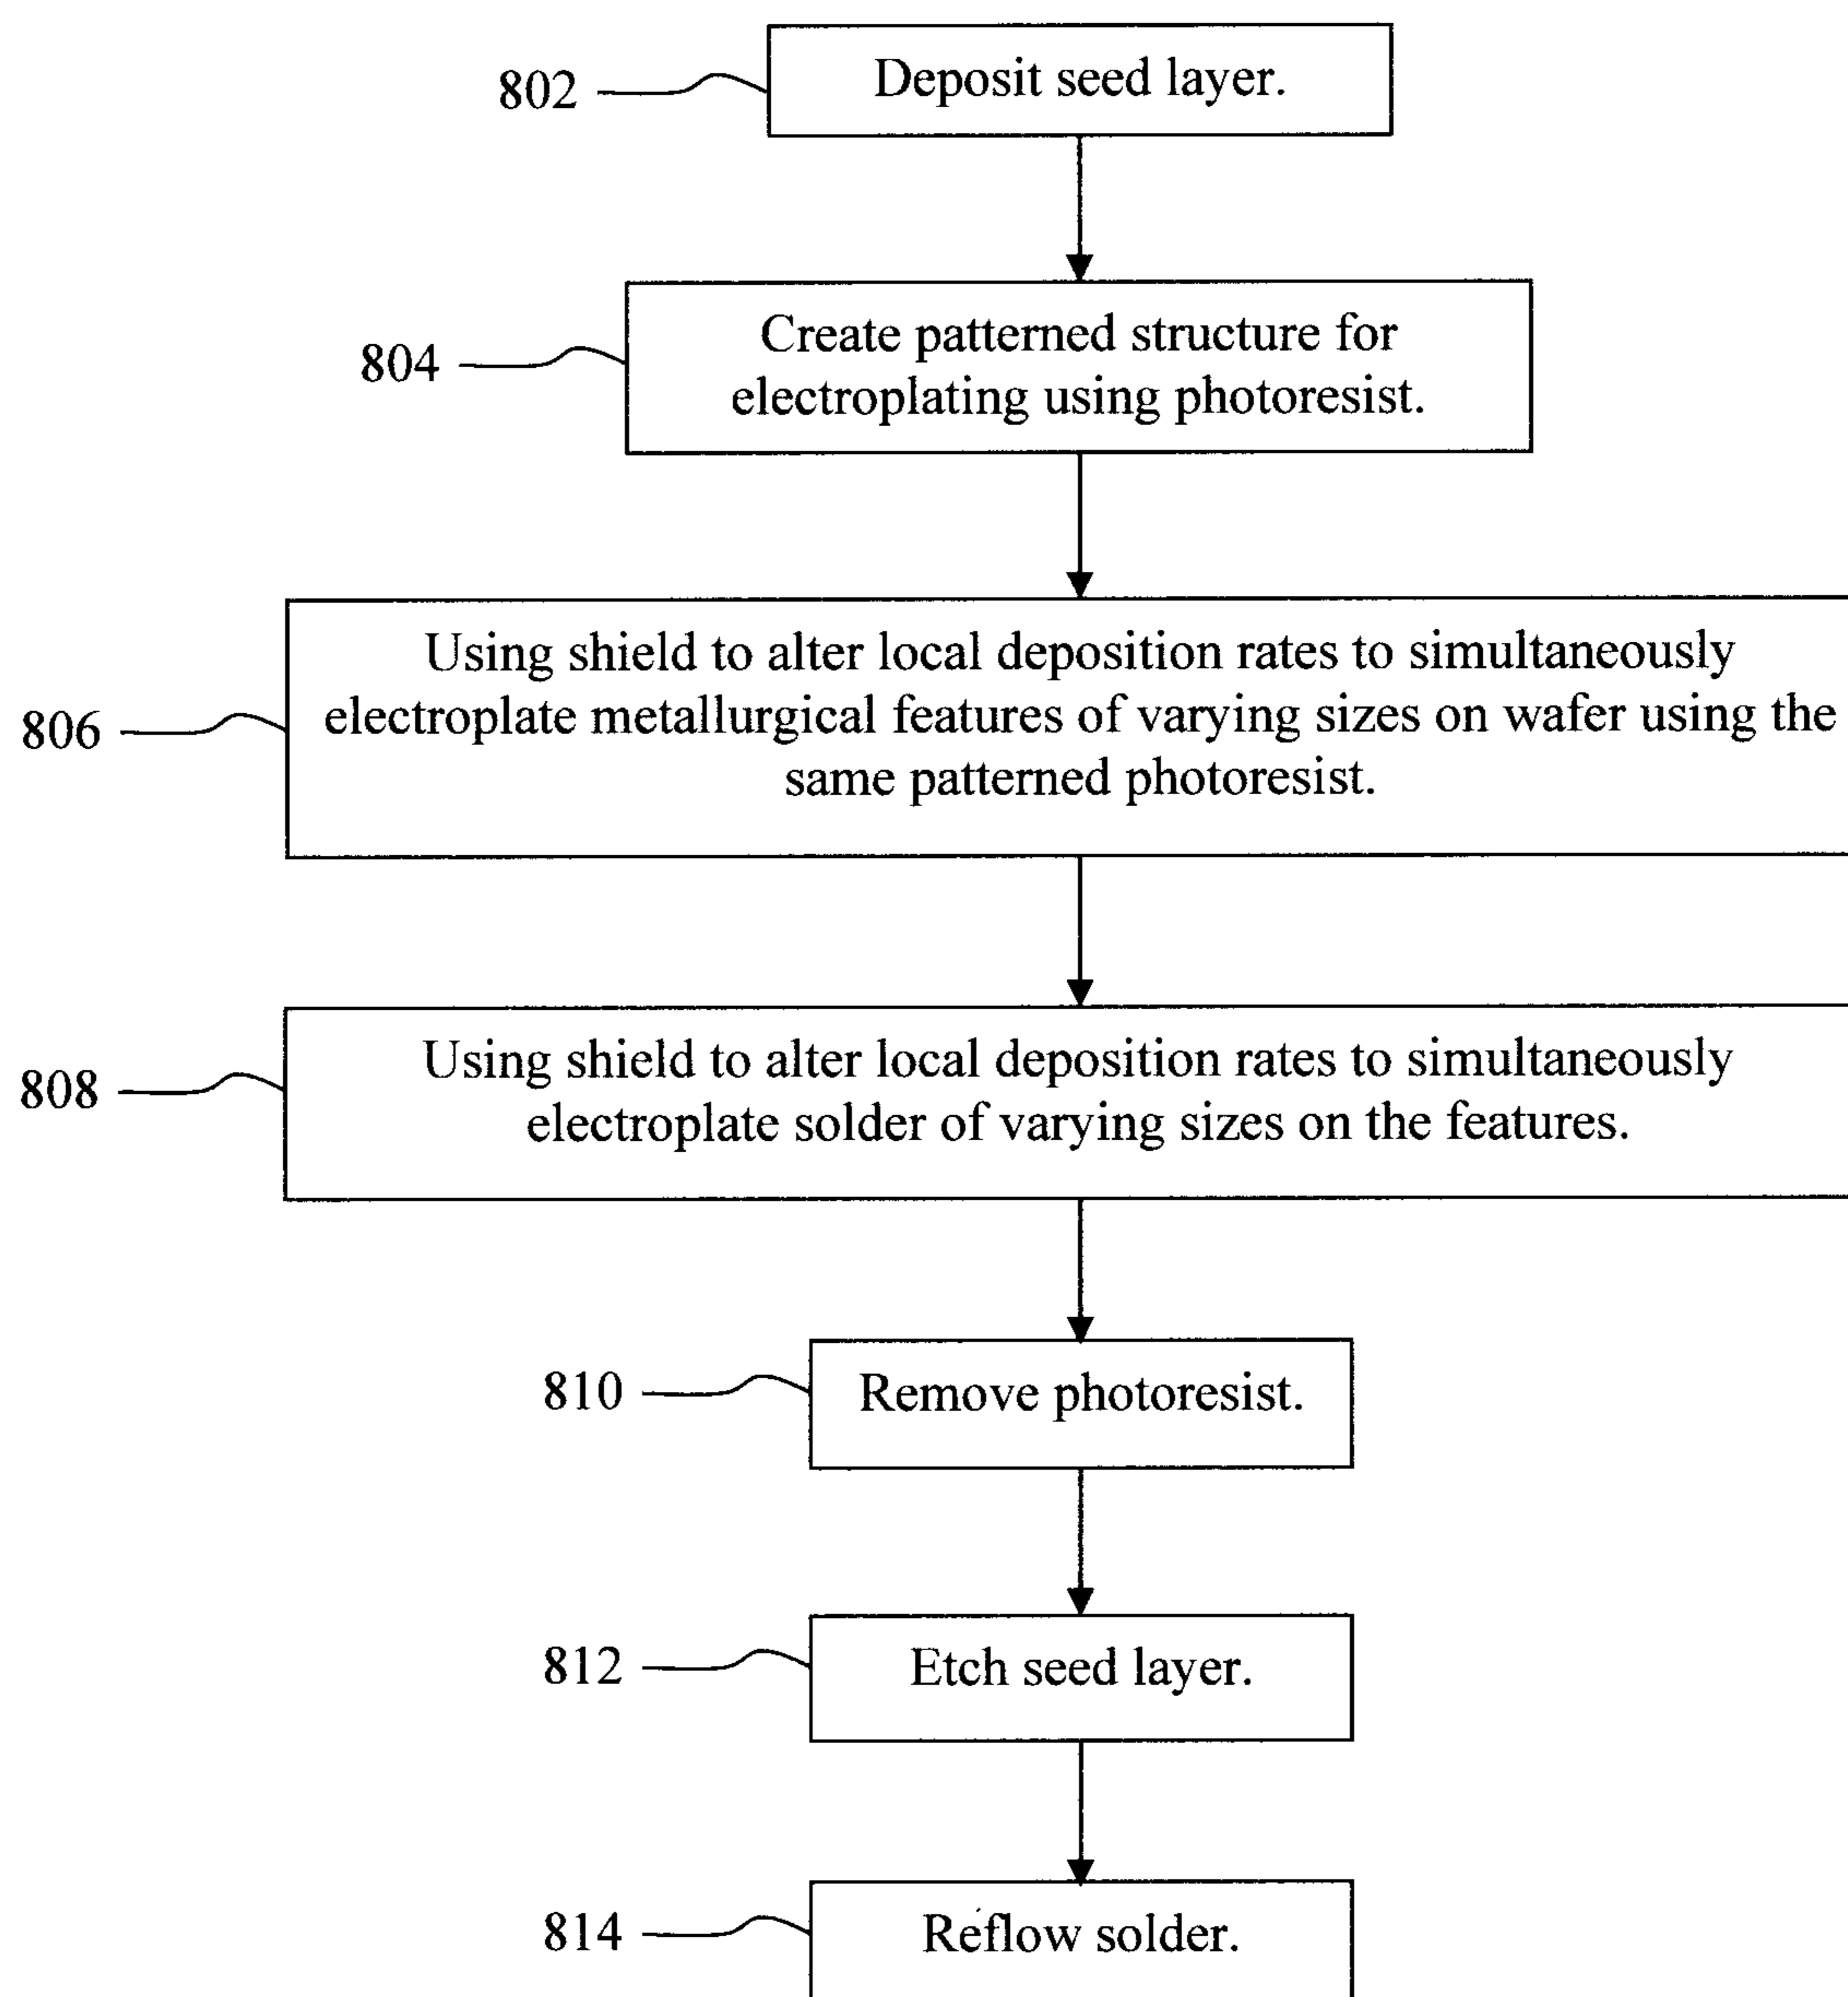 802
Deposit seed layer.
804
Create patterned structure for
electroplating using photoresist.
806
Using shield to alter local deposition rates to simultaneously
electroplate metallurgical features of varying sizes on wafer using the
same patterned photoresist.
808
Using shield to alter local deposition rates to simultaneously
electroplate solder of varying sizes on the features.
810
Remove photoresist.
812
Etch seed layer.
814
Reflow solder.